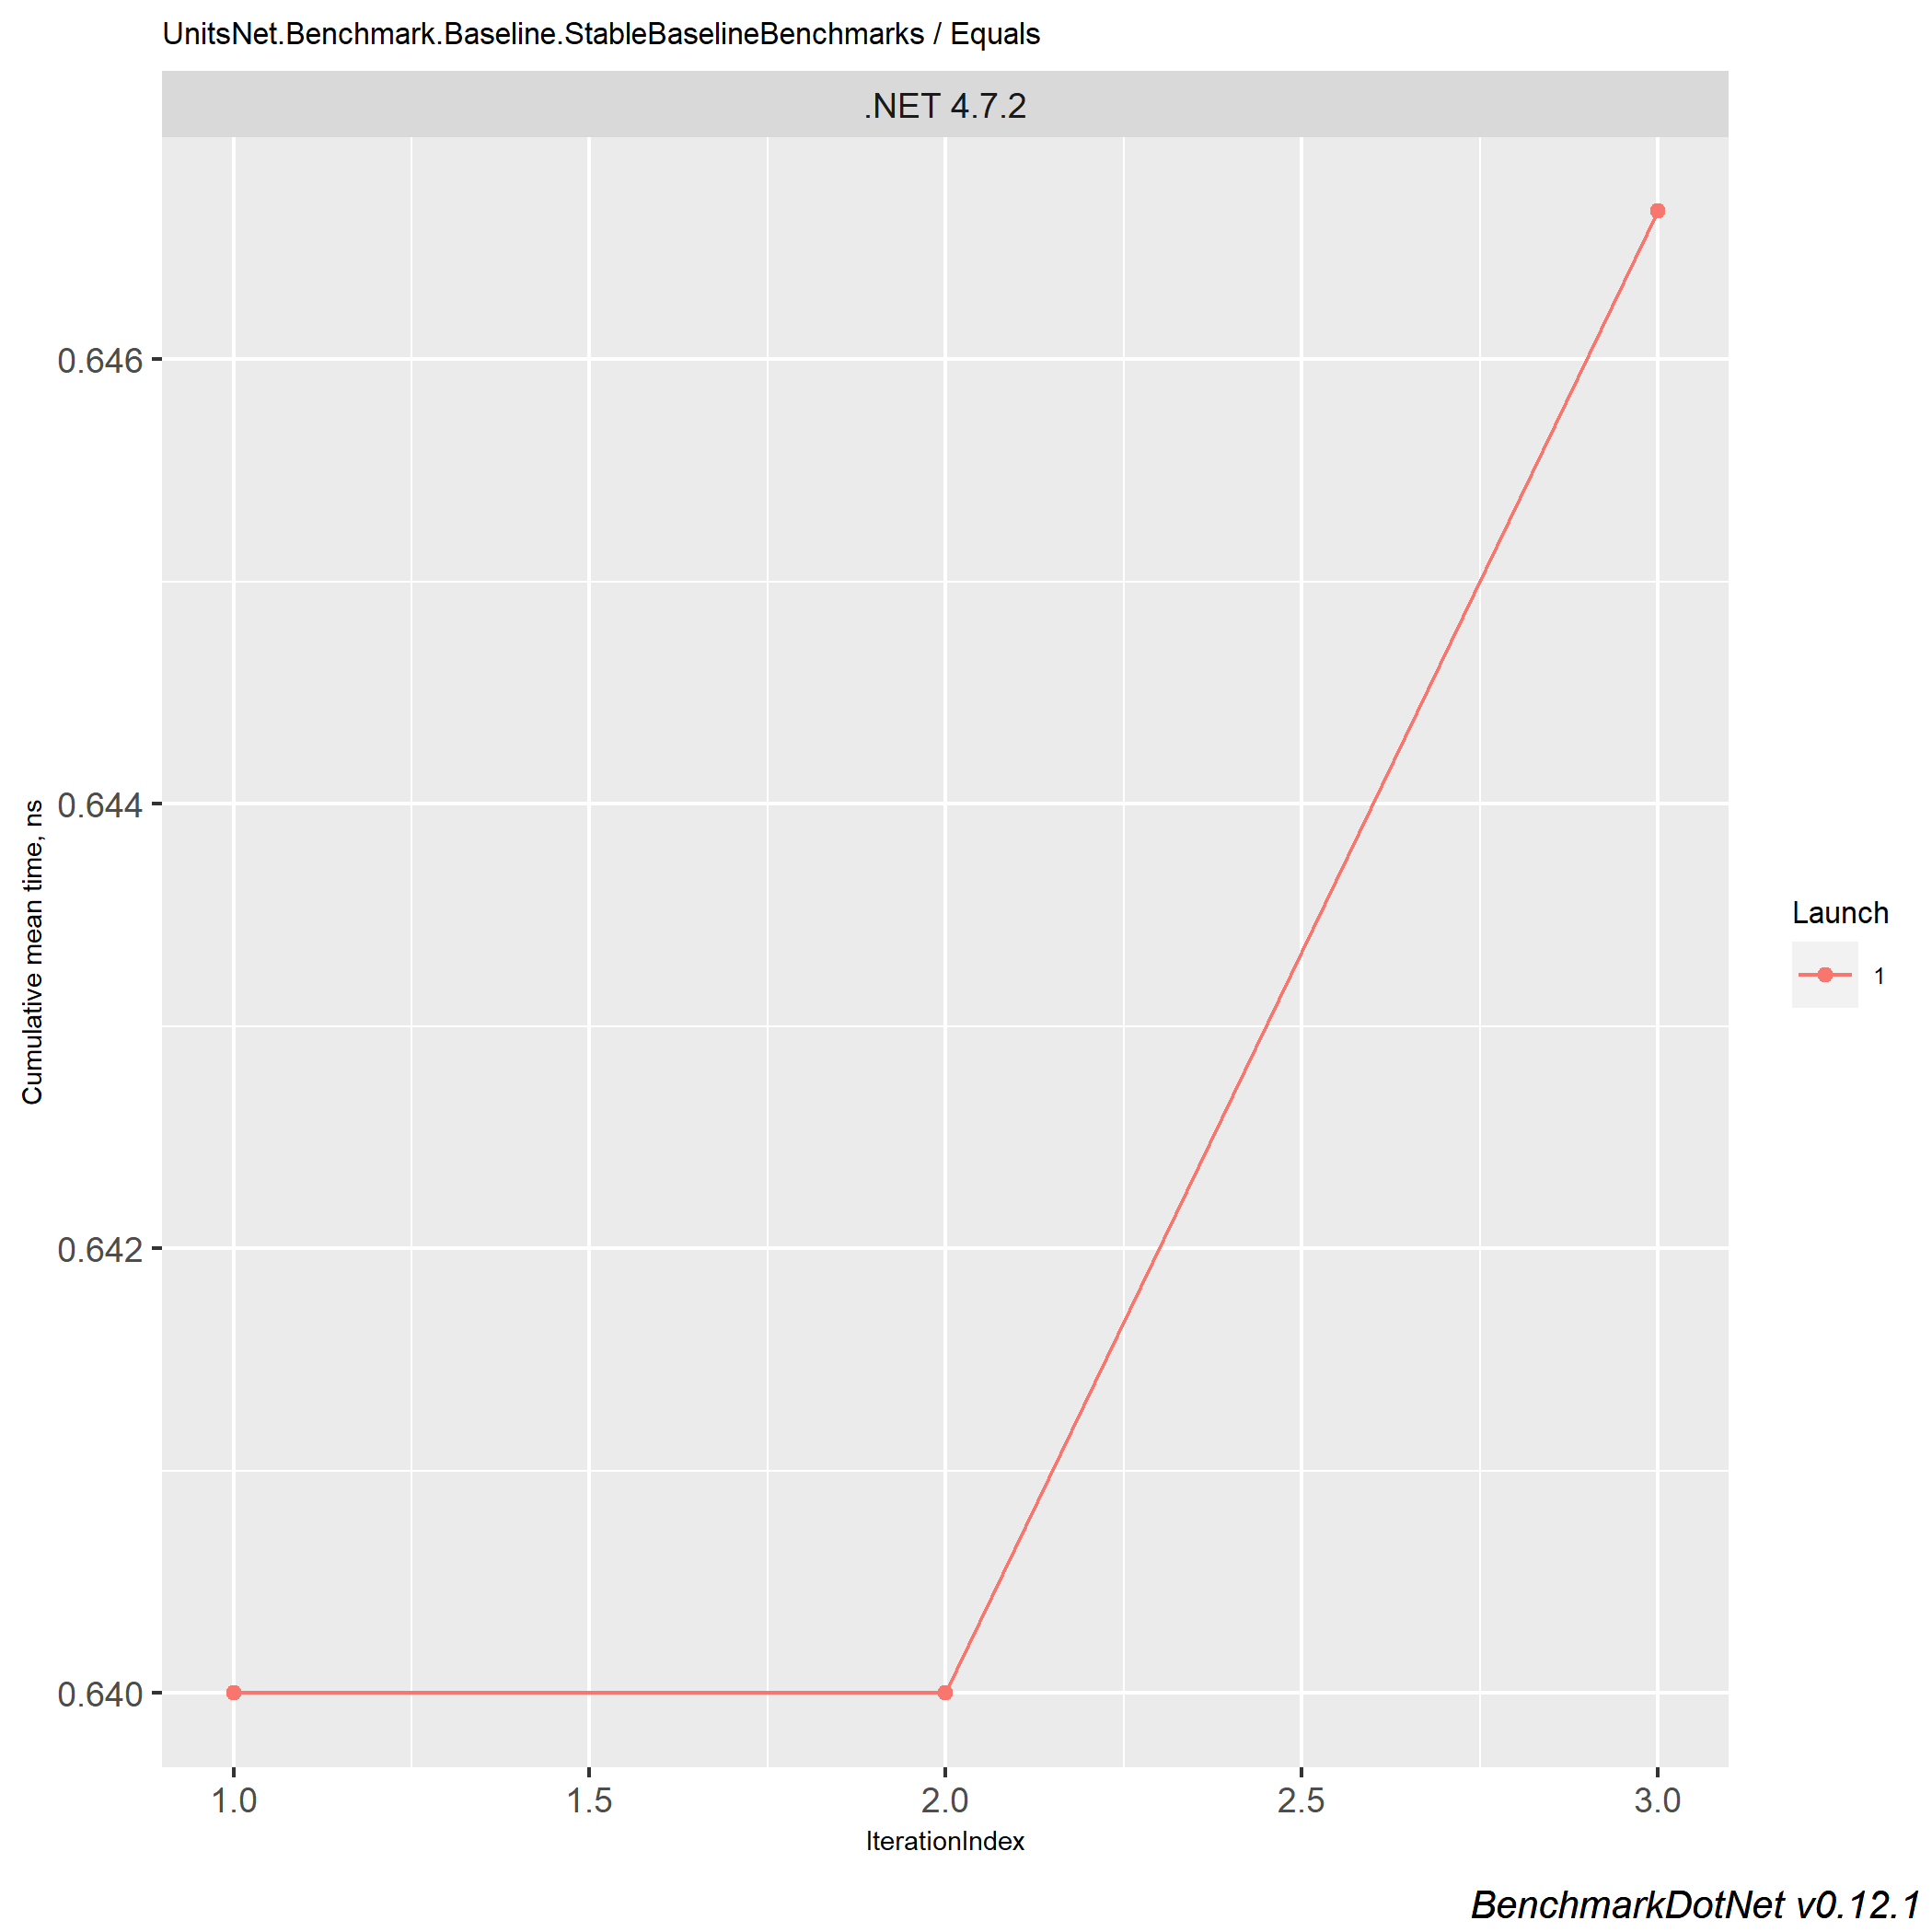 UnitsNet.Benchmark.Baseline.StableBaselineBenchmarks / Equals
.NET 4.7.2
Cumulative mean time, ns
0.646
0.644
0.642
0.640
1.0 1.5 2.0 2.5 3.0
IterationIndex
Launch
1
BenchmarkDotNet v0.12.1